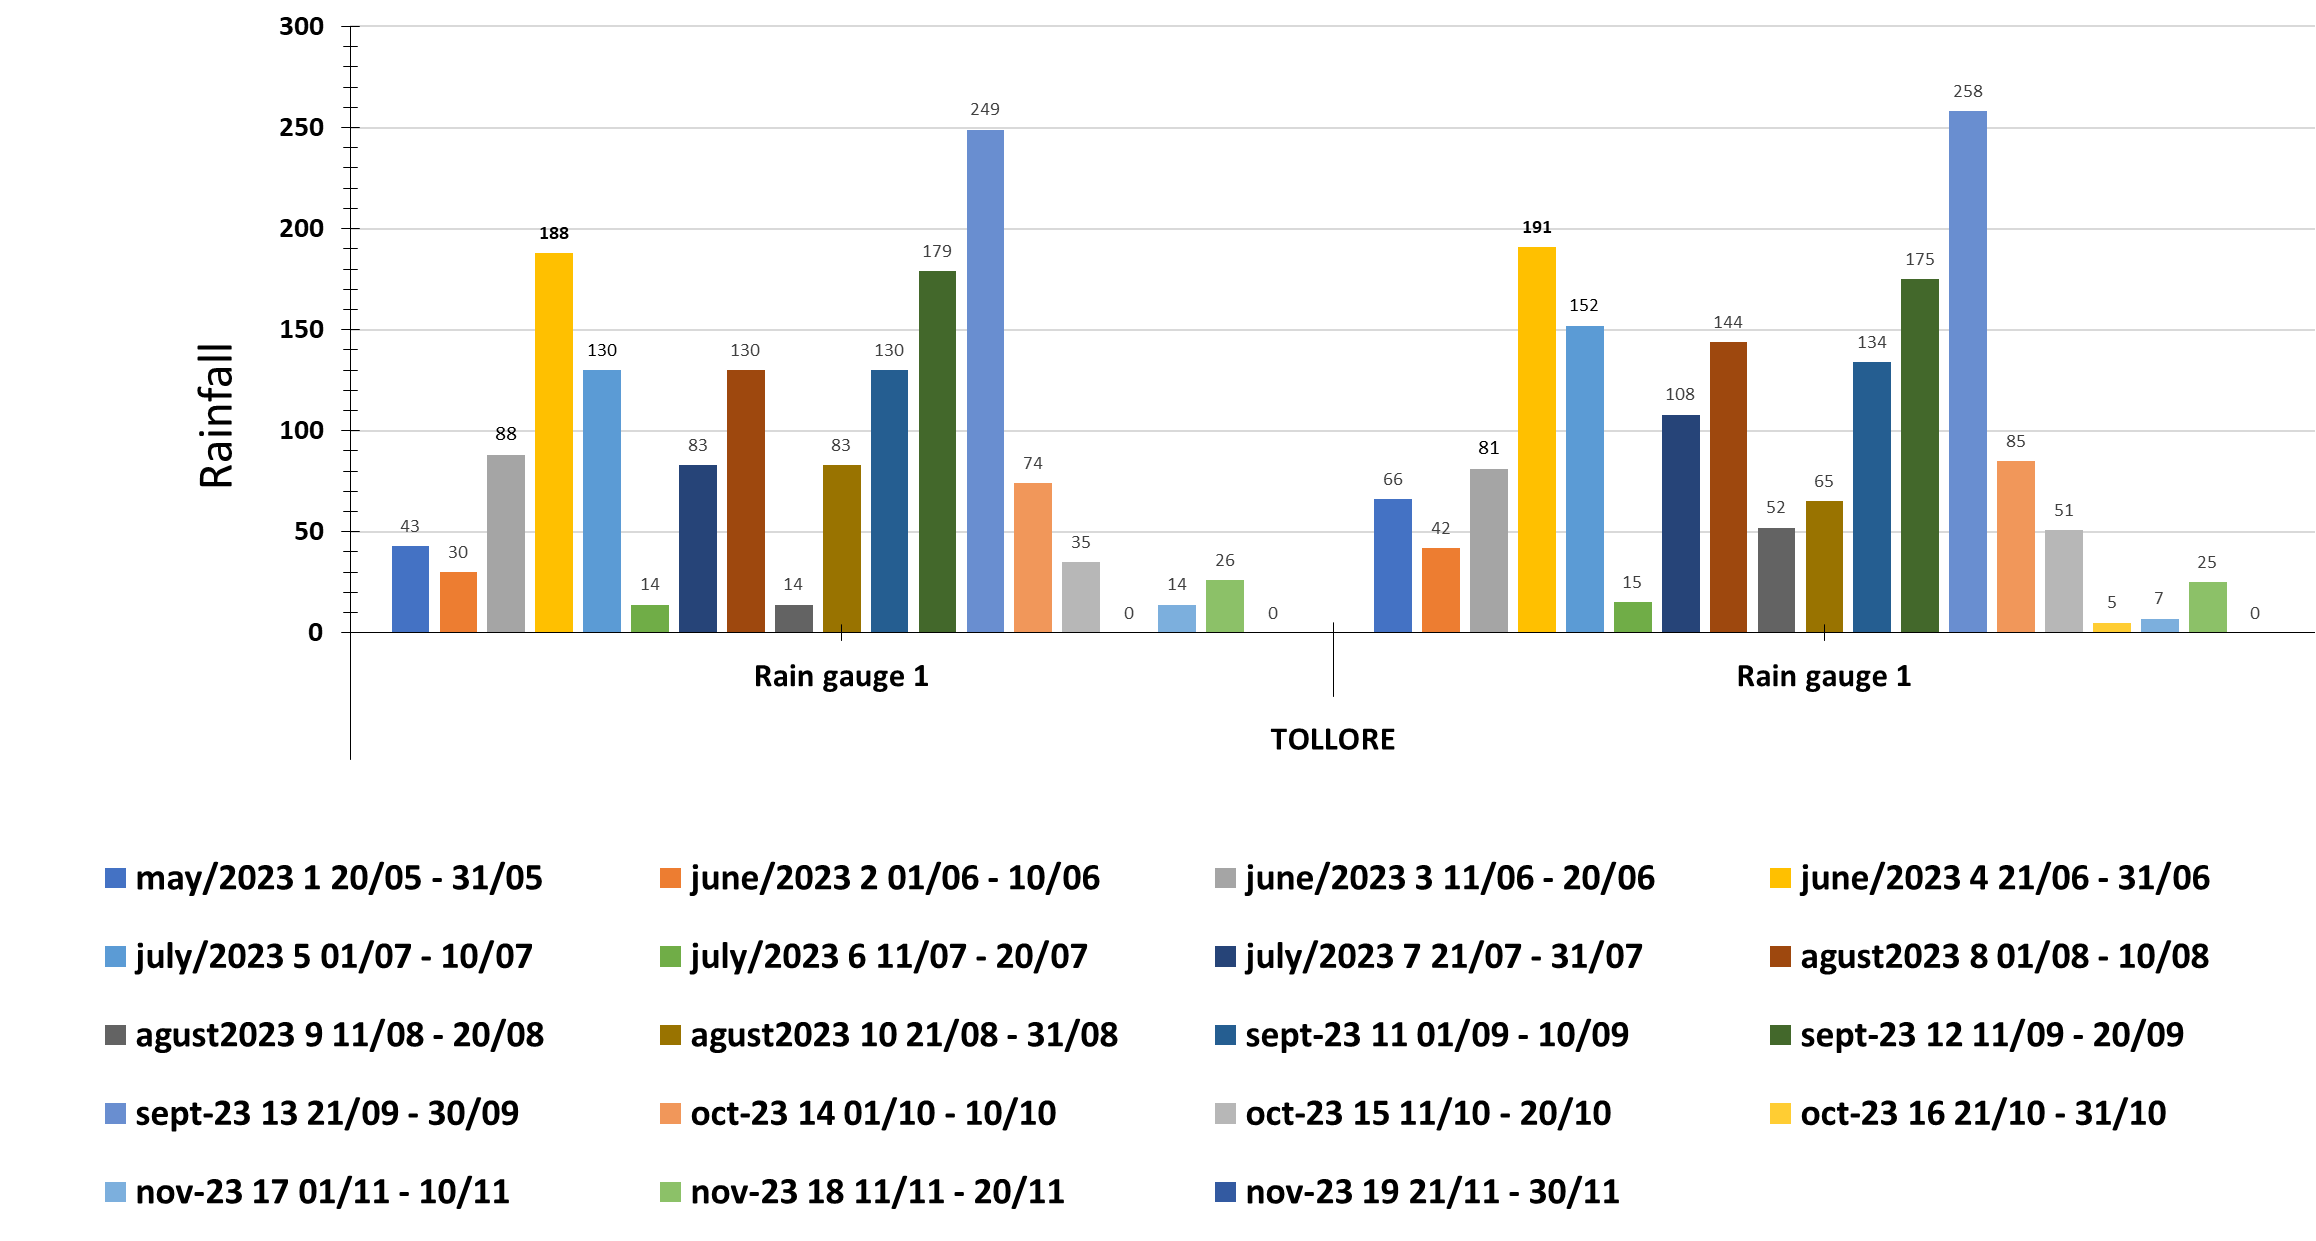 300
250
200
150
100
50
0
Rainfall
43
30
88
188
130
14
83
130
14
83
130
179
249
74
35
0
14
26
0
66
42
81
191
152
15
108
144
52
65
134
175
258
85
51
5
7
25
0
Rain gauge 1
Rain gauge 1
TOLLORE
may/2023 1 20/05 - 31/05
june/2023 2 01/06 - 10/06
june/2023 3 11/06 - 20/06
june/2023 4 21/06 - 31/06
july/2023 5 01/07 - 10/07
july/2023 6 11/07 - 20/07
july/2023 7 21/07 - 31/07
agust2023 8 01/08 - 10/08
agust2023 9 11/08 - 20/08
agust2023 10 21/08 - 31/08
sept-23 11 01/09 - 10/09
sept-23 12 11/09 - 20/09
sept-23 13 21/09 - 30/09
oct-23 14 01/10 - 10/10
oct-23 15 11/10 - 20/10
oct-23 16 21/10 - 31/10
nov-23 17 01/11 - 10/11
nov-23 18 11/11 - 20/11
nov-23 19 21/11 - 30/11